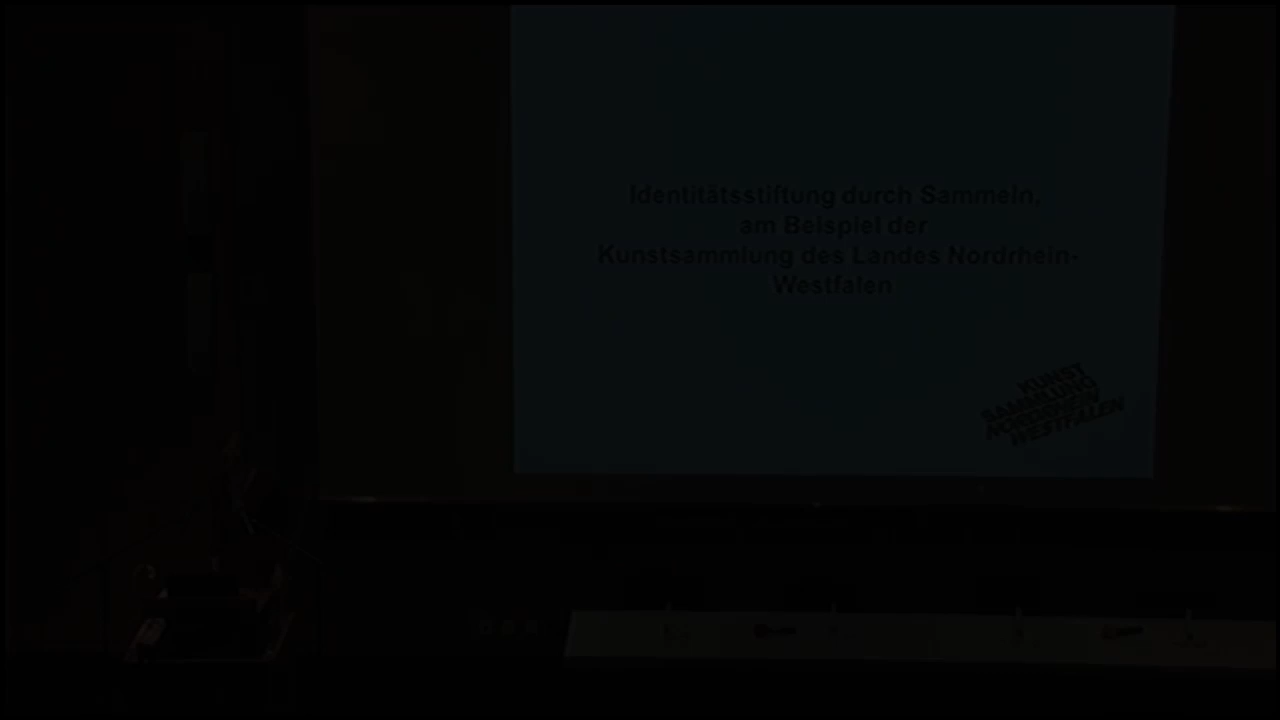 Identitätsstiftung durch Sammeln,
am Beispiel der
Kunstsammlung des Landes Nordrhein-
Westfalen
KUNST
SAMMLUNG
NORDRHEIN
WESTFALEN